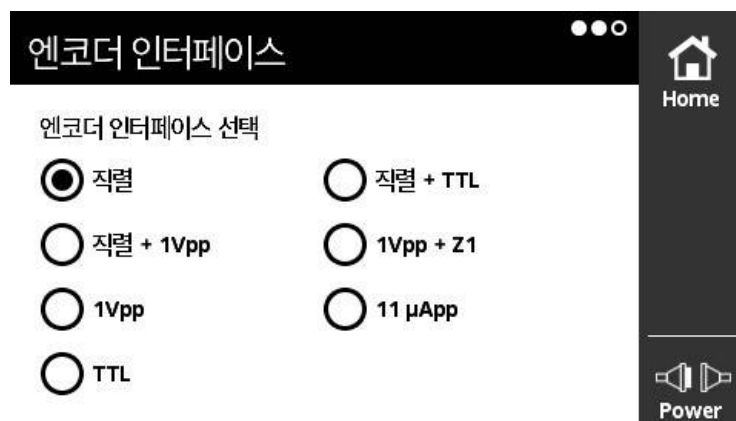 엔코더 인터페이스
Home
엔코더 인터페이스 선택
직렬
직렬 + TTL
직렬 + 1Vpp
1Vpp + Z1
1Vpp
11 µApp
TTL
Power